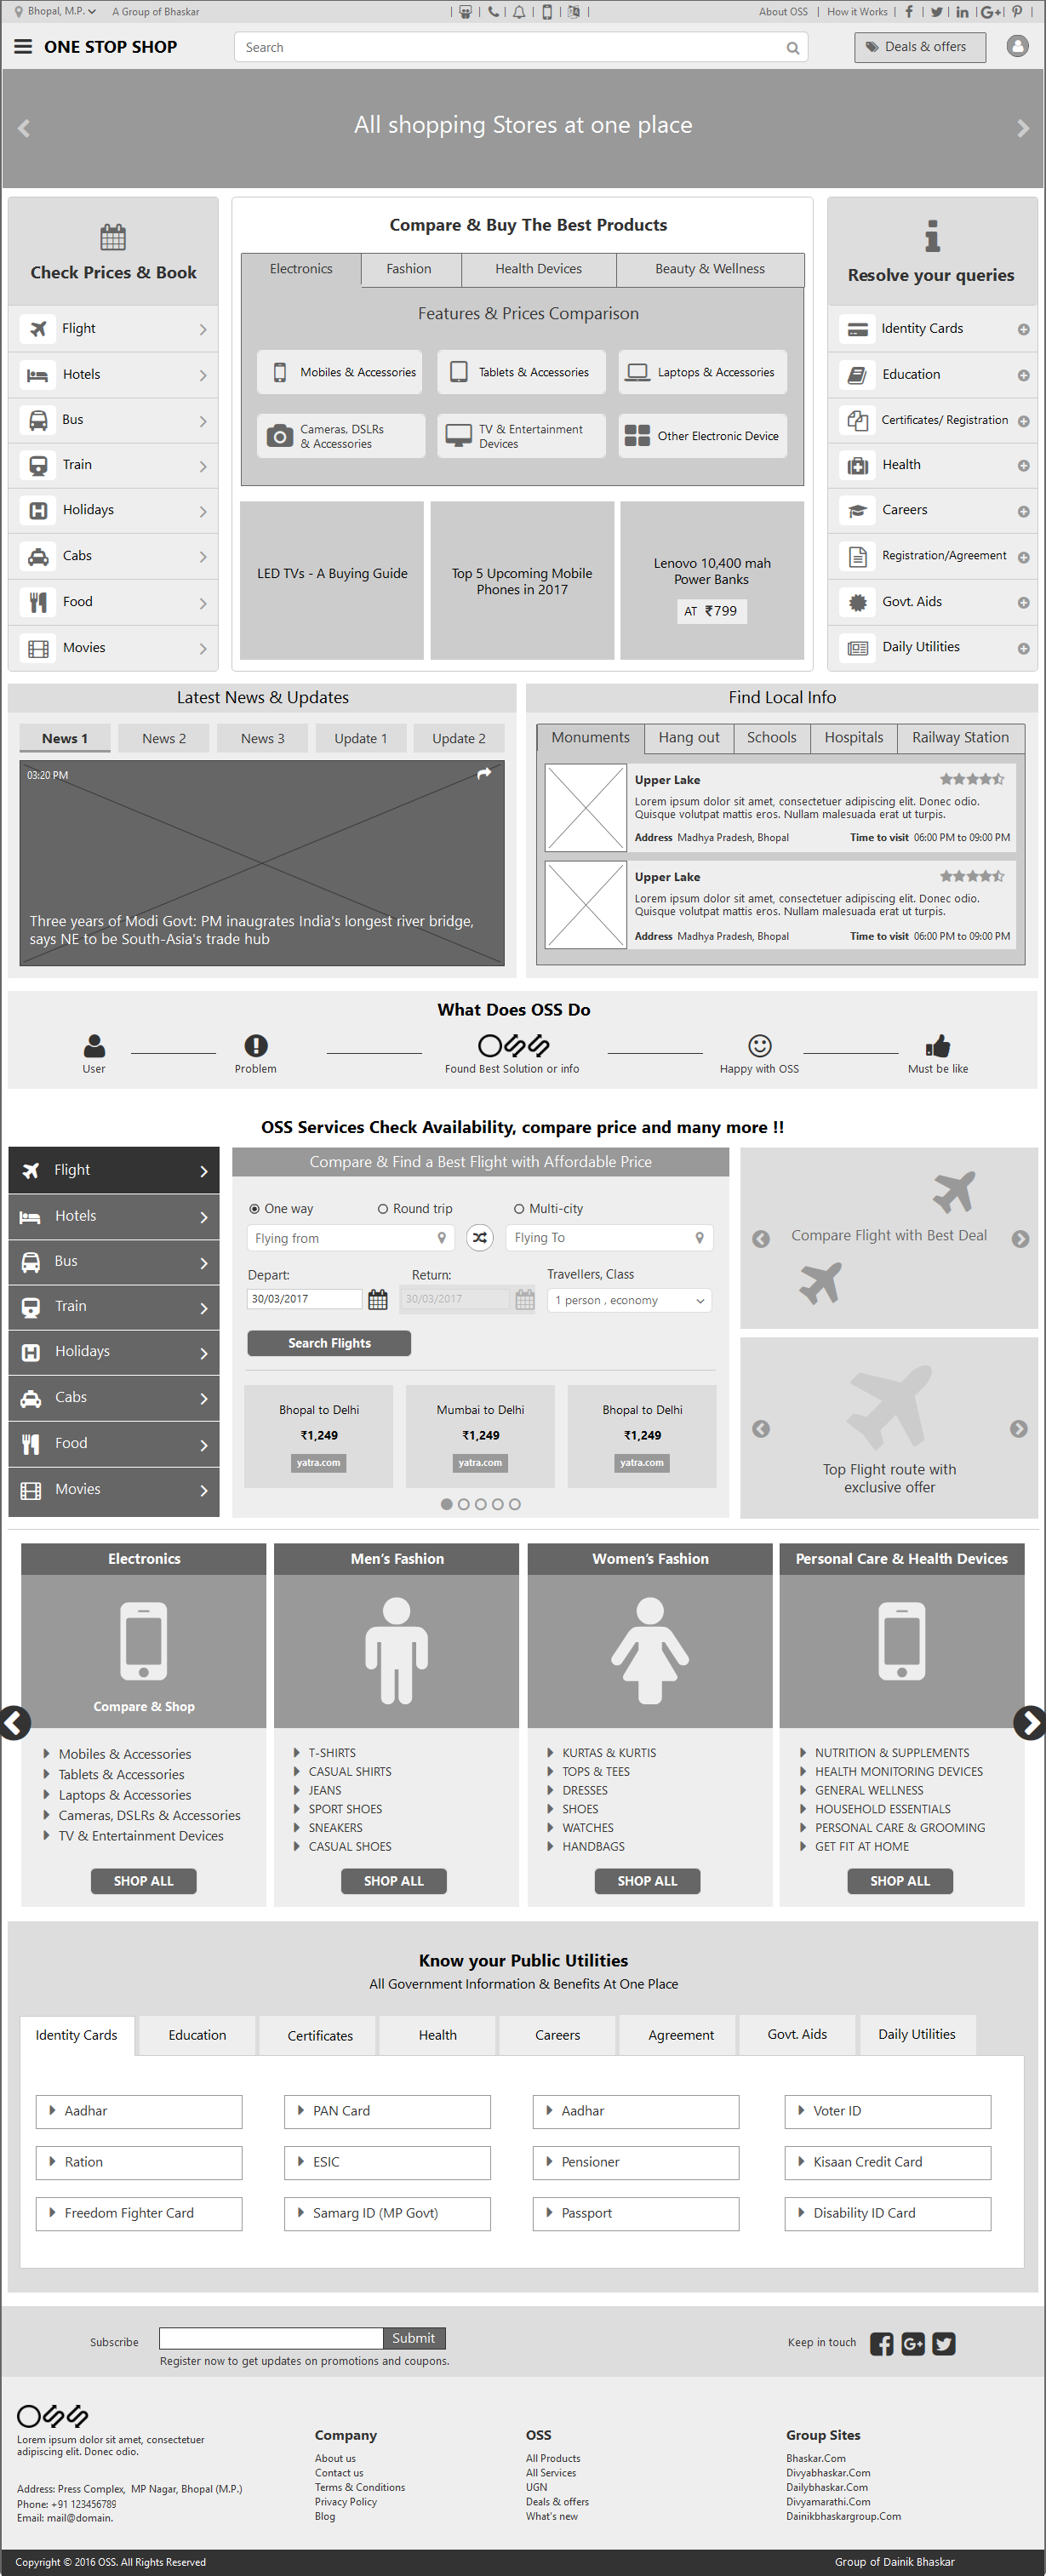 Bhopal, M.P.
A Group of Bhaskar
About OSS
How it Works
ONE STOP SHOP
Search
Deals & offers
All shopping Stores at one place
Check Prices & Book
Flight
Hotels
Bus
Train
Holidays
Cabs
Food
Movies
Compare & Buy The Best Products
Electronics
Fashion
Health Devices
Beauty & Wellness
Features & Prices Comparison
Mobiles & Accessories
Tablets & Accessories
Laptops & Accessories
Cameras, DSLRs
& Accessories
TV & Entertainment
Devices
Other Electronic Device
LED TVs - A Buying Guide
Top 5 Upcoming Mobile
Phones in 2017
Lenovo 10,400 mah
Power Banks
AT ₹799
Resolve your queries
Identity Cards
Education
Certificates/ Registration
Health
Careers
Registration/Agreement
Govt. Aids
Daily Utilities
Latest News & Updates
News 1
News 2
News 3
Update 1
Update 2
03:20 PM
Three years of Modi Govt: PM inaugrates India's longest river bridge,
says NE to be South-Asia's trade hub
Find Local Info
Monuments
Hang out
Schools
Hospitals
Railway Station
Upper Lake
Lorem ipsum dolor sit amet, consectetuer adipiscing elit. Donec odio.
Quisque volutpat mattis eros. Nullam malesuada erat ut turpis.
Address Madhya Pradesh, Bhopal
Time to visit 06:00 PM to 09:00 PM
Upper Lake
Lorem ipsum dolor sit amet, consectetuer adipiscing elit. Donec odio.
Quisque volutpat mattis eros. Nullam malesuada erat ut turpis.
Address Madhya Pradesh, Bhopal
Time to visit 06:00 PM to 09:00 PM
What Does OSS Do
OSS
User
Problem
Found Best Solution or info
Happy with OSS
Must be like
OSS Services Check Availability, compare price and many more !!
Flight
Hotels
Bus
Train
Holidays
Cabs
Food
Movies
Compare & Find a Best Flight with Affordable Price
One way
Round trip
Multi-city
Flying from
Flying To
Depart:
Return:
Travellers, Class
30/03/2017
30/03/2017
1 person , economy
Search Flights
Bhopal to Delhi
₹1,249
yatra.com
Mumbai to Delhi
₹1,249
yatra.com
Bhopal to Delhi
₹1,249
yatra.com
Compare Flight with Best Deal
Top Flight route with
exclusive offer
Electronics
Compare & Shop
Mobiles & Accessories
Tablets & Accessories
Laptops & Accessories
Cameras, DSLRs & Accessories
TV & Entertainment Devices
SHOP ALL
Men's Fashion
T-SHIRTS
CASUAL SHIRTS
JEANS
SPORT SHOES
SNEAKERS
CASUAL SHOES
SHOP ALL
Women's Fashion
KURTAS & KURTIS
TOPS & TEES
DRESSES
SHOES
WATCHES
HANDBAGS
SHOP ALL
Personal Care & Health Devices
NUTRITION & SUPPLEMENTS
HEALTH MONITORING DEVICES
GENERAL WELLNESS
HOUSEHOLD ESSENTIALS
PERSONAL CARE & GROOMING
GET FIT AT HOME
SHOP ALL
Know your Public Utilities
All Government Information & Benefits At One Place
Identity Cards
Education
Certificates
Health
Careers
Agreement
Govt. Aids
Daily Utilities
Aadhar
PAN Card
Aadhar
Voter ID
Ration
ESIC
Pensioner
Kisaan Credit Card
Freedom Fighter Card
Samarg ID (MP Govt)
Passport
Disability ID Card
Subscribe
Submit
Register now to get updates on promotions and coupons.
Keep in touch
OSS
Lorem ipsum dolor sit amet, consectetuer
adipiscing elit. Donec odio.
Address: Press Complex, MP Nagar, Bhopal (M.P.)
Phone: +91 123456789
Email: mail@domain.
Company
About us
Contact us
Terms & Conditions
Privacy Policy
Blog
OSS
All Products
All Services
UGN
Deals & offers
What's new
Group Sites
Bhaskar.Com
Divyabhaskar.Com
Dailybhaskar.Com
Divyamarathi.Com
Dainikbhaskargroup.Com
Copyright © 2016 OSS. All Rights Reserved
Group of Dainik Bhaskar